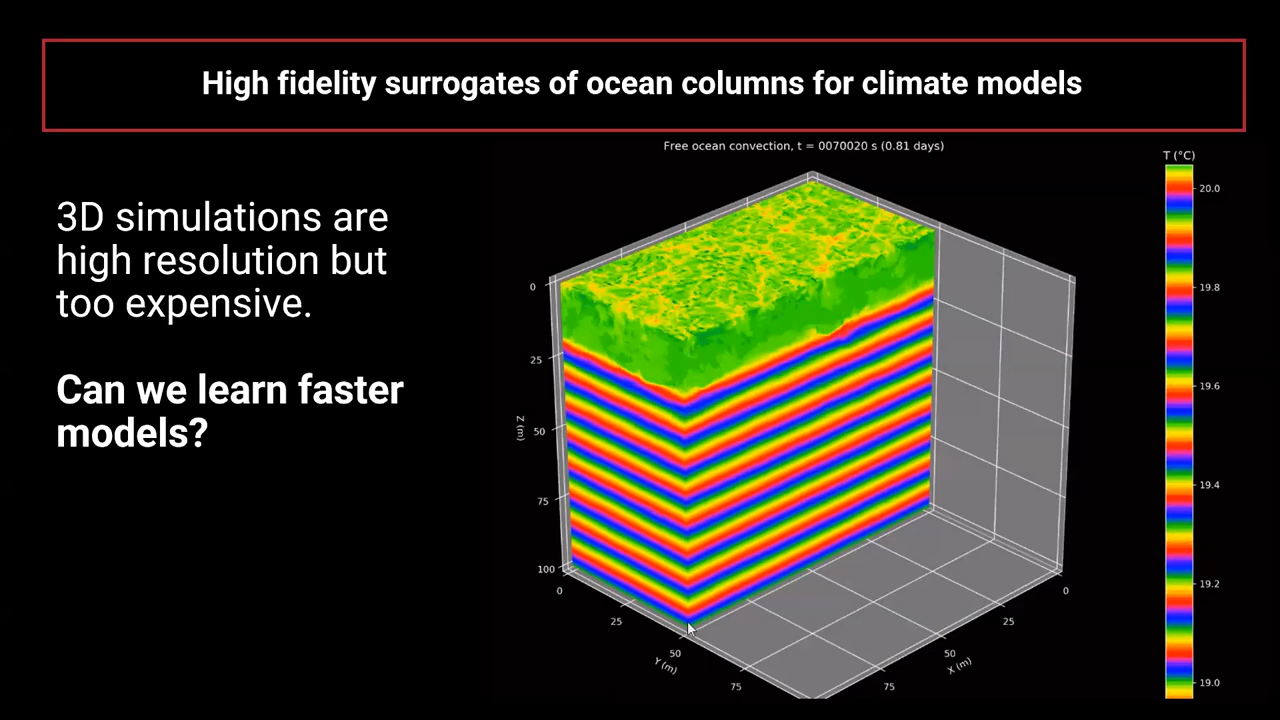 High fidelity surrogates of ocean columns for climate models
Free ocean convection, t = 0070020 s (0.81 days)
T (°C)
3D simulations are
high resolution but
too expensive.
Can we learn faster
models?
0
25
50
75
100
Z (m)
0
25
50
75
Y (m)
0
25
50
75
X (m)
20.0
19.8
19.6
19.4
19.2
19.0